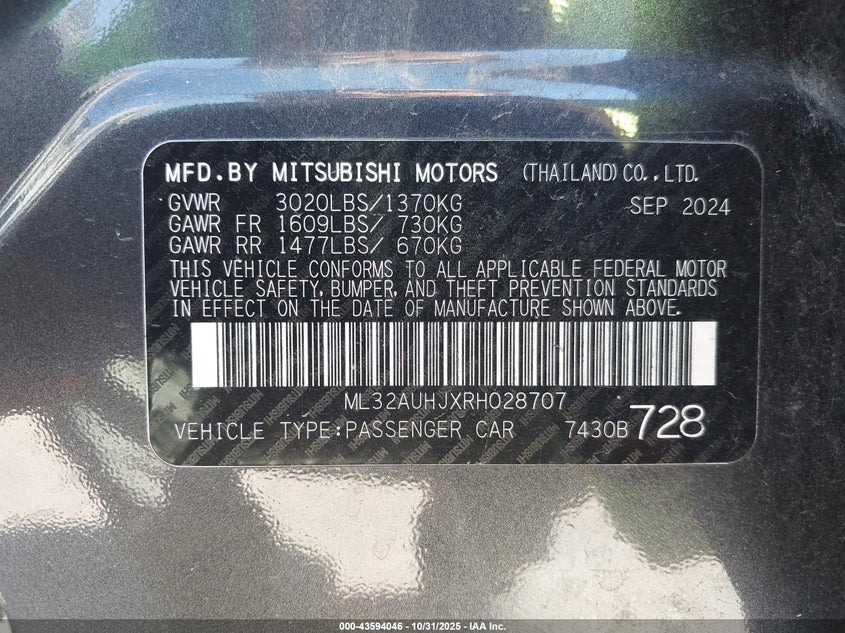 MFD.BY MITSUBISHI MOTORS (THAILAND)CO.,LTD.
GVWR 3020LBS/1370KG SEP 2024
GAWR FR 1609LBS/ 730KG
GAWR RR 1477LBS/ 670KG
THIS VEHICLE CONFORMS TO ALL APPLICABLE FEDERAL MOTOR
VEHICLE SAFETY, BUMPER, AND THEFT PREVENTION STANDARDS
IN EFFECT ON THE DATE OF MANUFACTURE SHOWN ABOVE.
ML32AUHJXRH028707
VEHICLE TYPE:PASSENGER CAR 7430B 728
000-43594046 - 10/31/2025 - IAA Inc.